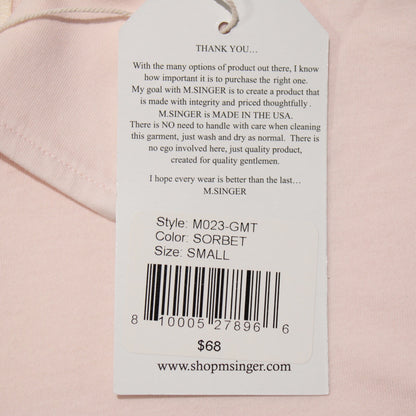 THANK YOU...
With the many options of product out there, I know
how important it is to purchase the right one.
My goal with M.SINGER is to create a product that
is made with integrity and priced thoughtfully .
M.SINGER is MADE IN THE USA.
There is NO need to handle with care when cleaning
this garment, just wash and dry as normal. There is
no ego involved here, just quality product,
created for quality gentlemen.
I hope every wear is better than the last...
M.SINGER
Style: M023-GMT
Color: SORBET
Size: SMALL
8 10005 27896 6
$68
www.shopmsinger.com